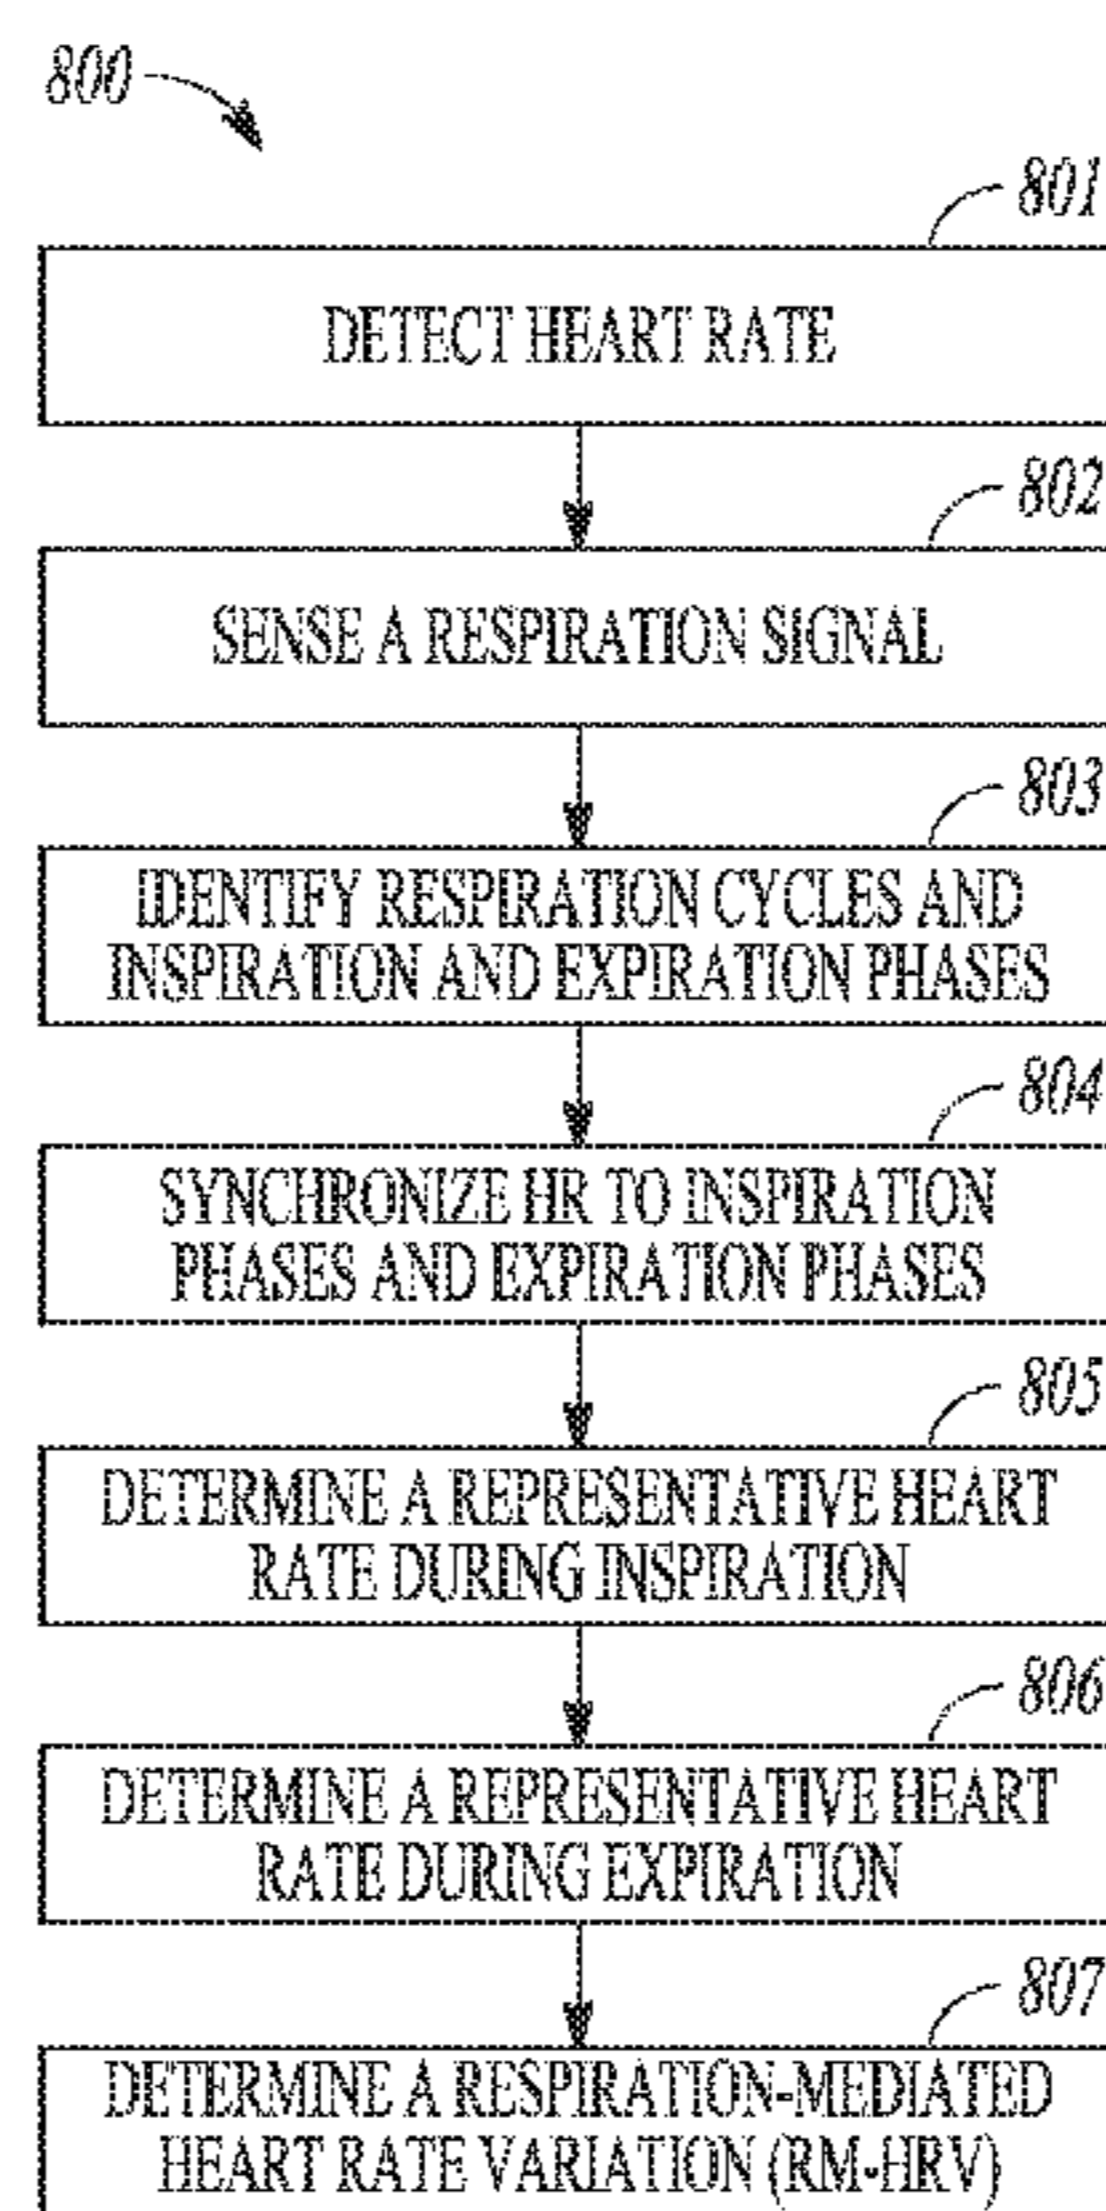 800
801
DETECT HEART RATE
802
SENSE A RESPIRATION SIGNAL
803
IDENTIFY RESPIRATION CYCLES AND
INSPIRATION AND EXPIRATION PHASES
804
SYNCHRONIZE HR TO INSPIRATION
PHASES AND EXPIRATION PHASES
805
DETERMINE A REPRESENTATIVE HEART
RATE DURING INSPIRATION
806
DETERMINE A REPRESENTATIVE HEART
RATE DURING EXPIRATION
807
DETERMINE A RESPIRATION-MEDIATED
HEART RATE VARIATION (RM-HRV)